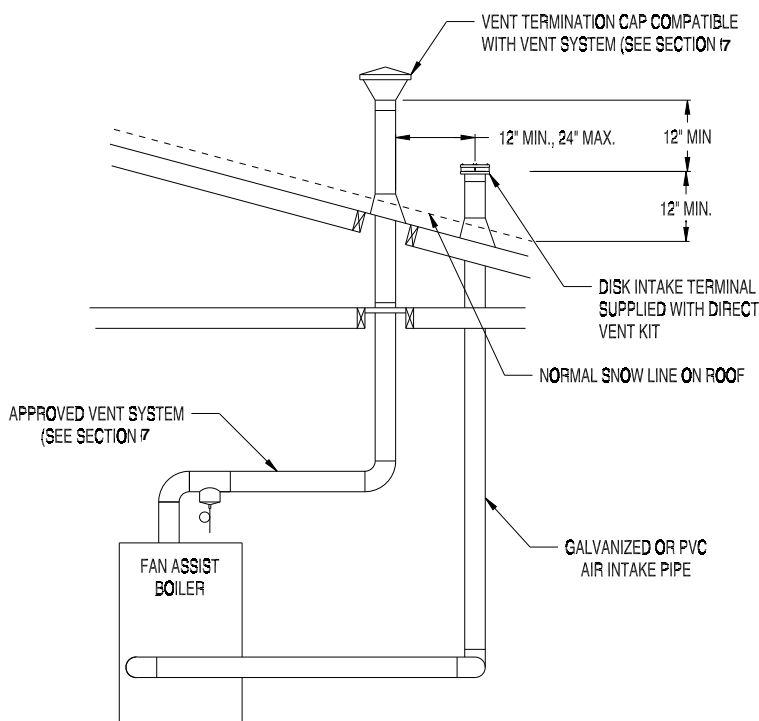 VENT TERMINATION CAP COMPATIBLE
WITH VENT SYSTEM (SEE SECTION 17
12" MIN., 24" MAX.
12" MIN
12" MIN.
DISK INTAKE TERMINAL
SUPPLIED WITH DIRECT
VENT KIT
NORMAL SNOW LINE ON ROOF
APPROVED VENT SYSTEM
(SEE SECTION 17
GALVANIZED OR PVC
AIR INTAKE PIPE
FAN ASSIST
BOILER